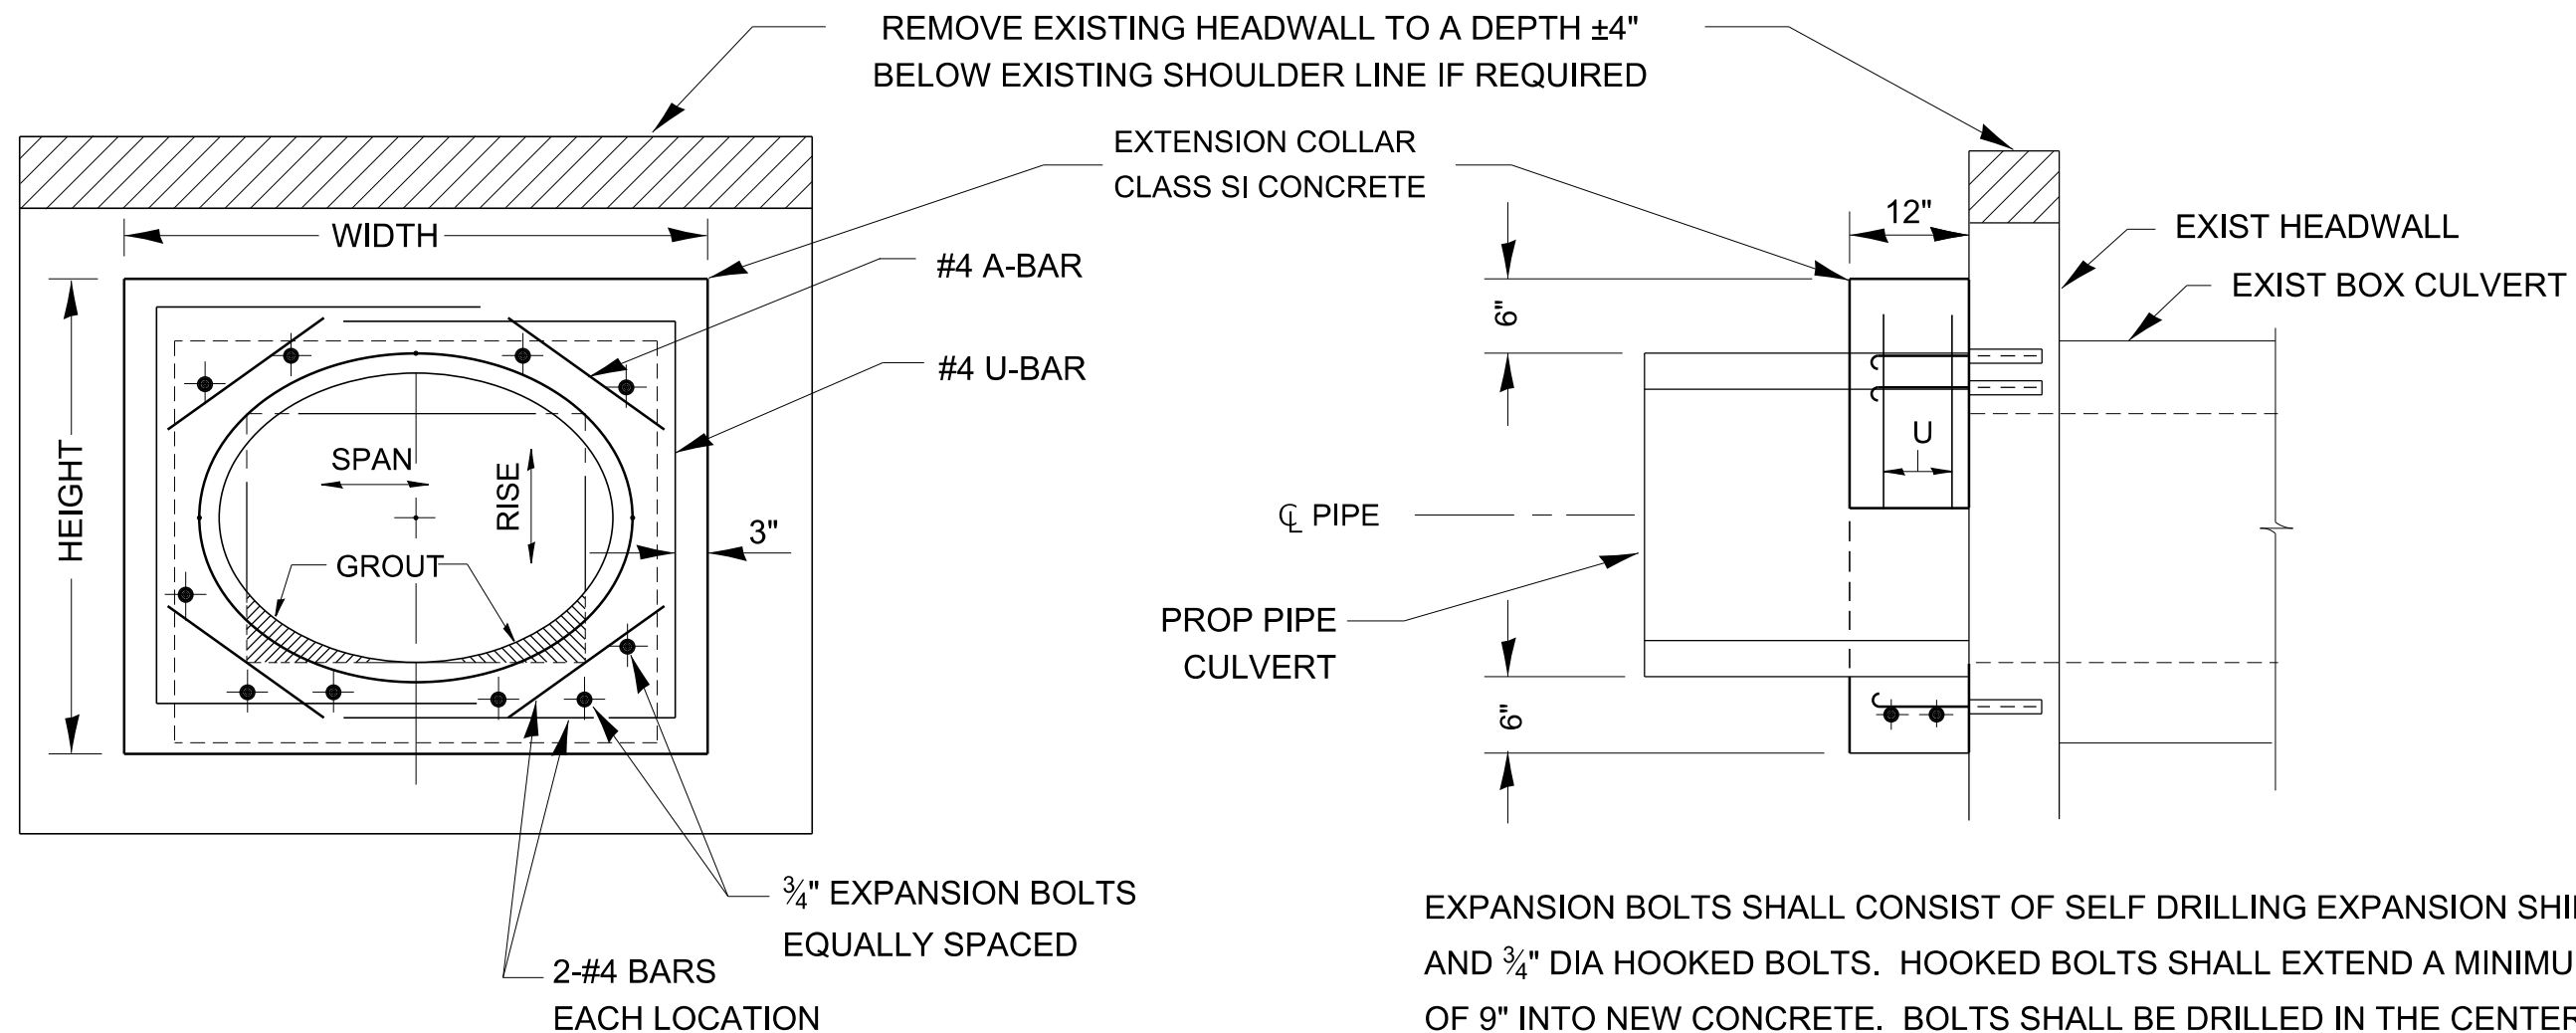 REMOVE EXISTING HEADWALL TO A DEPTH ±4"
BELOW EXISTING SHOULDER LINE IF REQUIRED
EXTENSION COLLAR
CLASS SI CONCRETE
WIDTH
#4 A-BAR
#4 U-BAR
HEIGHT
SPAN
RISE
GROUT
3"
¾" EXPANSION BOLTS
EQUALLY SPACED
2-#4 BARS
EACH LOCATION
12"
6"
EXIST HEADWALL
EXIST BOX CULVERT
U
℄ PIPE
PROP PIPE
CULVERT
6"
EXPANSION BOLTS SHALL CONSIST OF SELF DRILLING EXPANSION
AND ¾" DIA HOOKED BOLTS. HOOKED BOLTS SHALL EXTEND A
OF 9" INTO NEW CONCRETE. BOLTS SHALL BE DRILLED IN THE